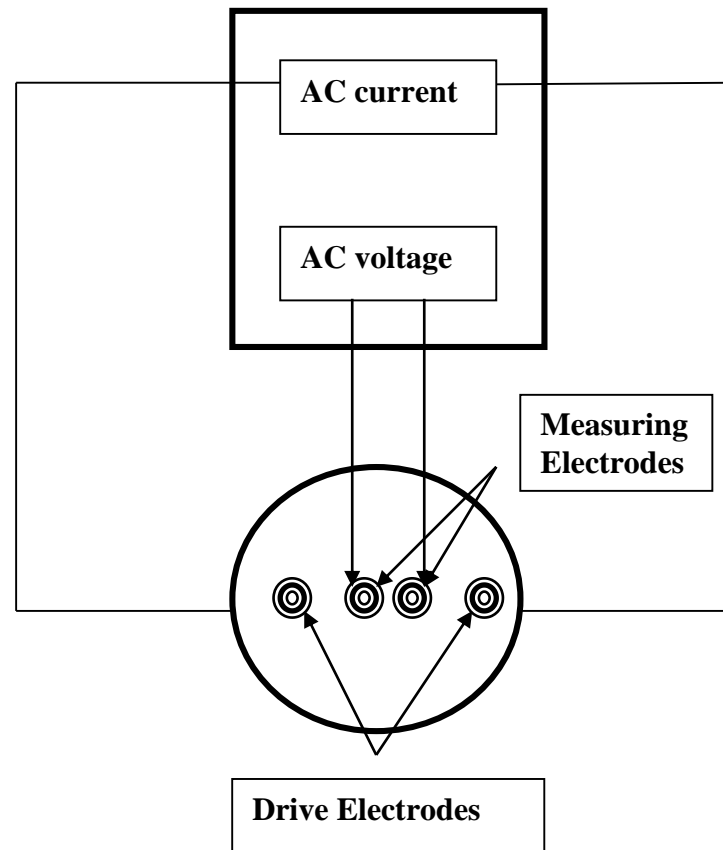 AC current
AC voltage
Measuring
Electrodes
Drive Electrodes